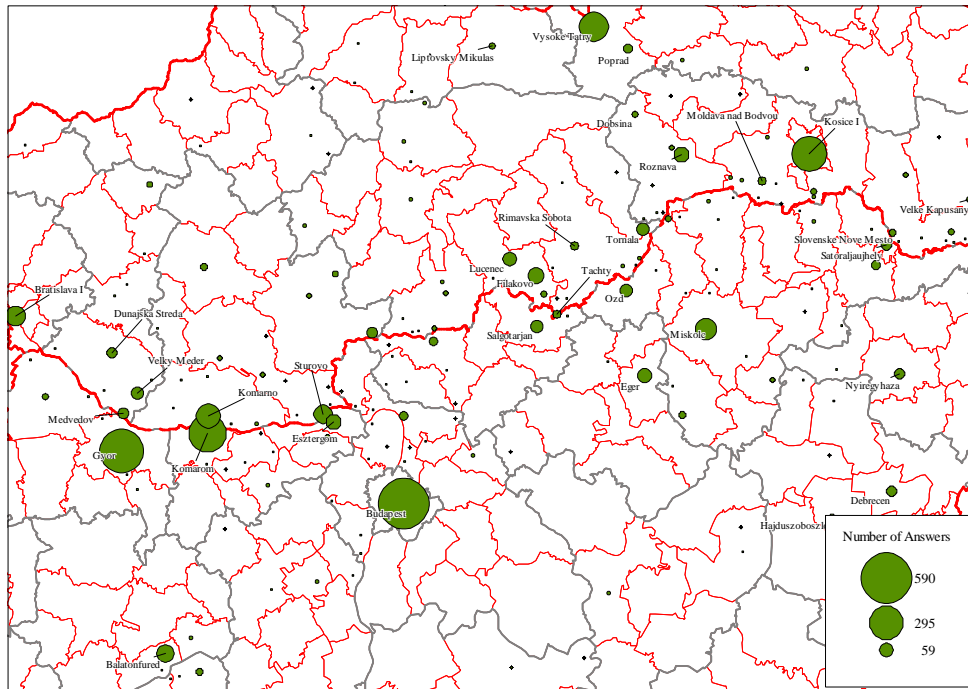 Vysoke Tatry
Liptovsky Mikulas
Poprad
Dobsina
Moldava nad Bodvou
Kosice I
Roznava
Velke Kapusany
Rimavska Sobota
Tornala
Slovenske Nove Mesto
Satoraljaujhely
Lucenec
Filakovo
Tachty
Ozd
Bratislava I
Dunajska Streda
Salgotarjan
Miskolc
Velky Meder
Sturovo
Eger
Nyiregyhaza
Komarno
Medvedov
Esztergom
Gyor
Komarom
Budapest
Debrecen
Hajduszoboszlo
Number of Answers
590
295
59
Balatonfured